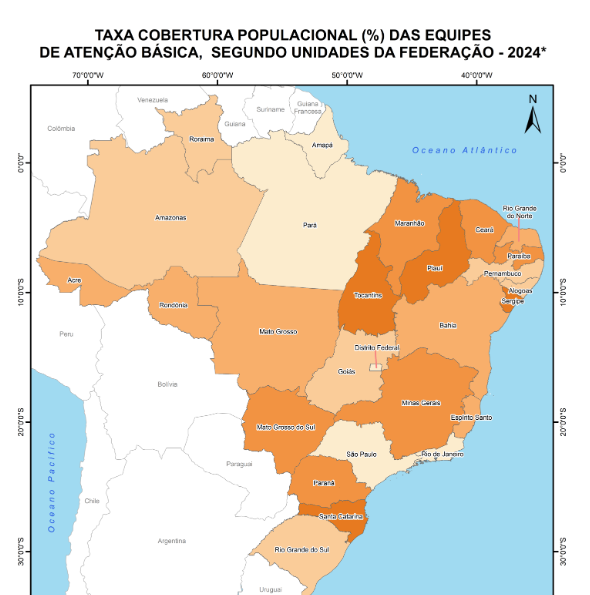 TAXA COBERTURA POPULACIONAL (%) DAS EQUIPES
DE ATENÇÃO BÁSICA, SEGUNDO UNIDADES DA FEDERAÇÃO - 2024*
70°0'0"O
60°0'0"O
50°0'0"O
40°0'0"O
N
Venezuela
Colômbia
Guiana
Suriname
Guiana
Francesa
Roraima
Amapá
Oceano Atlântico
0°0'0"
0°0'0"
Amazonas
Pará
Maranhão
Ceará
Rio Grande
do Norte
Paraíba
Piauí
Pernambuco
Acre
Tocantins
Alagoas
Sergipe
10°0'0"S
10°0'0"S
Rondônia
Mato Grosso
Bahia
Peru
Distrito Federal
Goiás
Bolívia
Minas Gerais
Espírito Santo
20°0'0"S
20°0'0"S
Mato Grosso do Sul
São Paulo
Rio de Janeiro
Paraguai
Paraná
Oceano Pacífico
Chile
Santa Catarina
Argentina
Rio Grande do Sul
30°0'0"S
30°0'0"S
Uruguai